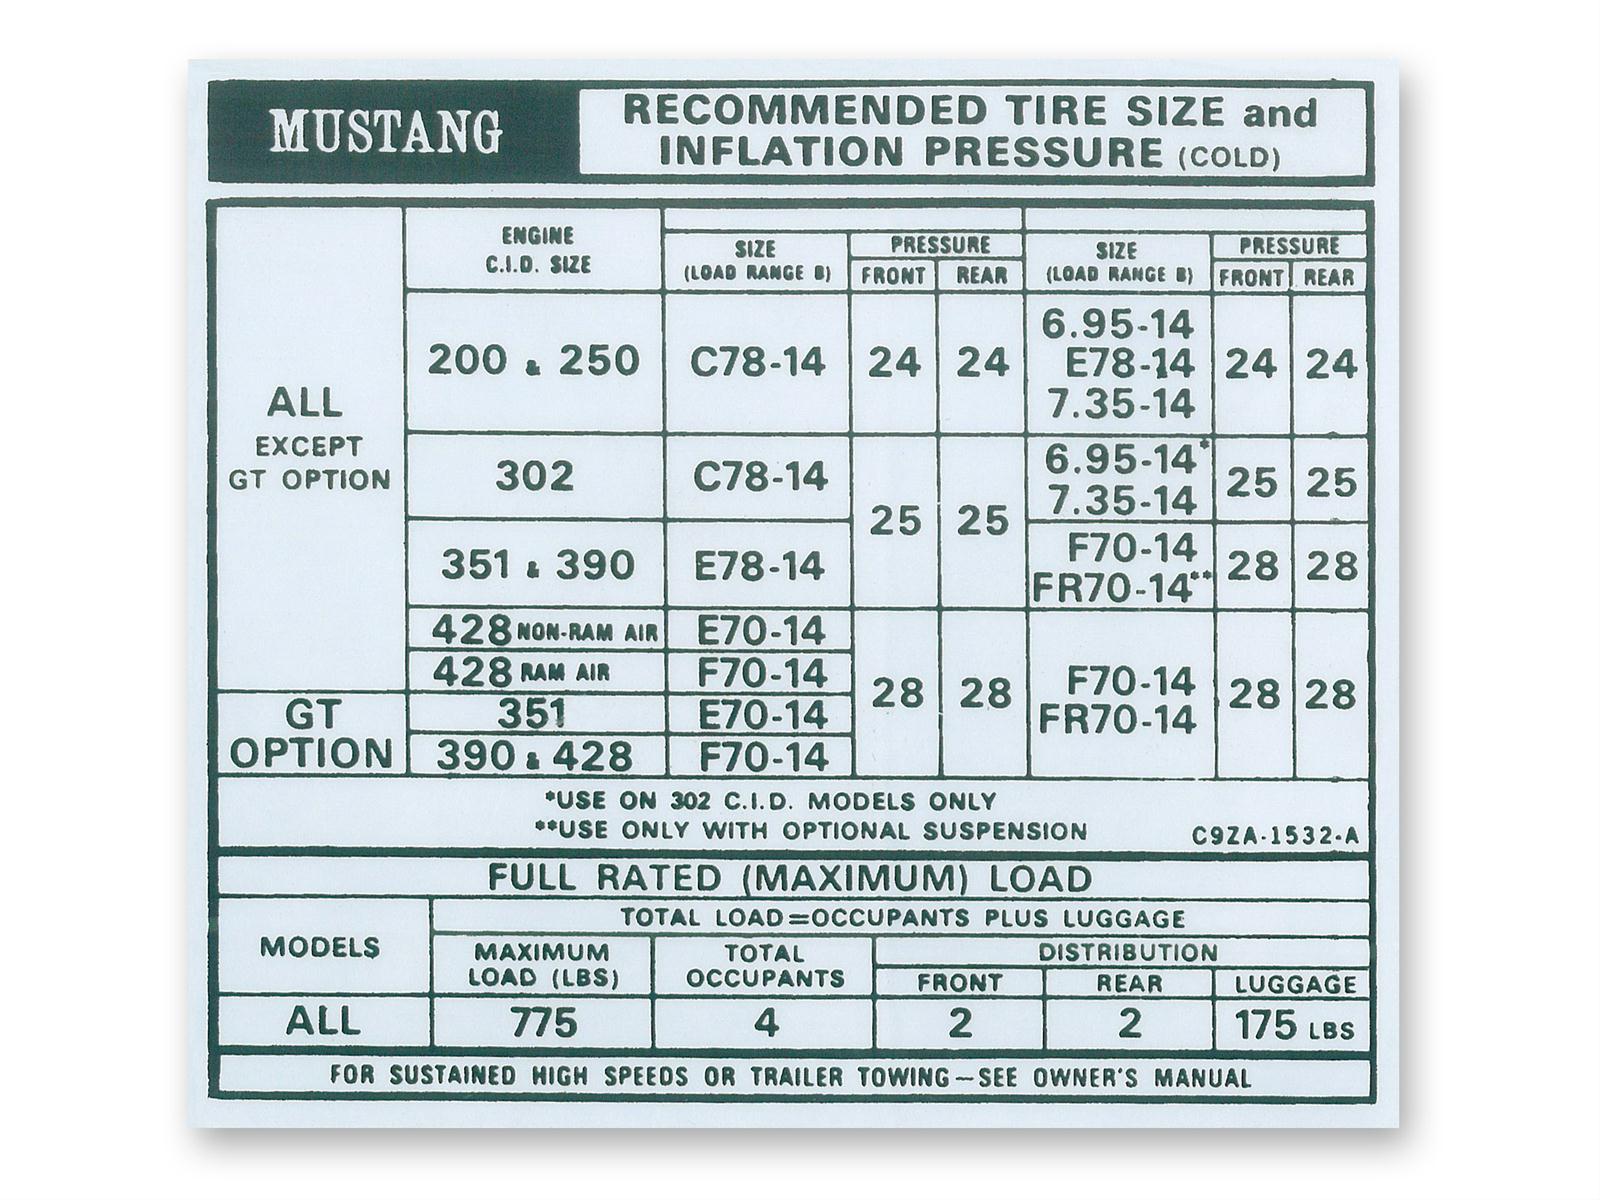 MUSTANG
RECOMMENDED TIRE SIZE and
INFLATION PRESSURE (COLD)
ENGINE
C.I.D. SIZE
SIZE
(LOAD RANGE B)
PRESSURE
FRONT REAR
SIZE
(LOAD RANGE B)
PRESSURE
FRONT REAR
ALL
EXCEPT
GT OPTION
200 & 250 C78-14 24 24
6.95-14
E78-14
7.35-14
24 24
302 C78-14
25 25
6.95-14*
7.35-14
25 25
351 & 390 E78-14
F70-14
FR70-14**
28 28
428 NON-RAM AIR E70-14
428 RAM AIR F70-14
GT
OPTION
351 E70-14
390 & 428 F70-14
28 28
F70-14
FR70-14
28 28
*USE ON 302 C.I.D. MODELS ONLY
**USE ONLY WITH OPTIONAL SUSPENSION
C9ZA-1532-A
FULL RATED (MAXIMUM) LOAD
MODELS
TOTAL LOAD=OCCUPANTS PLUS LUGGAGE
MAXIMUM
LOAD (LBS)
TOTAL
OCCUPANTS
DISTRIBUTION
FRONT REAR LUGGAGE
ALL 775 4 2 2 175 LBS
FOR SUSTAINED HIGH SPEEDS OR TRAILER TOWING—SEE OWNER'S MANUAL